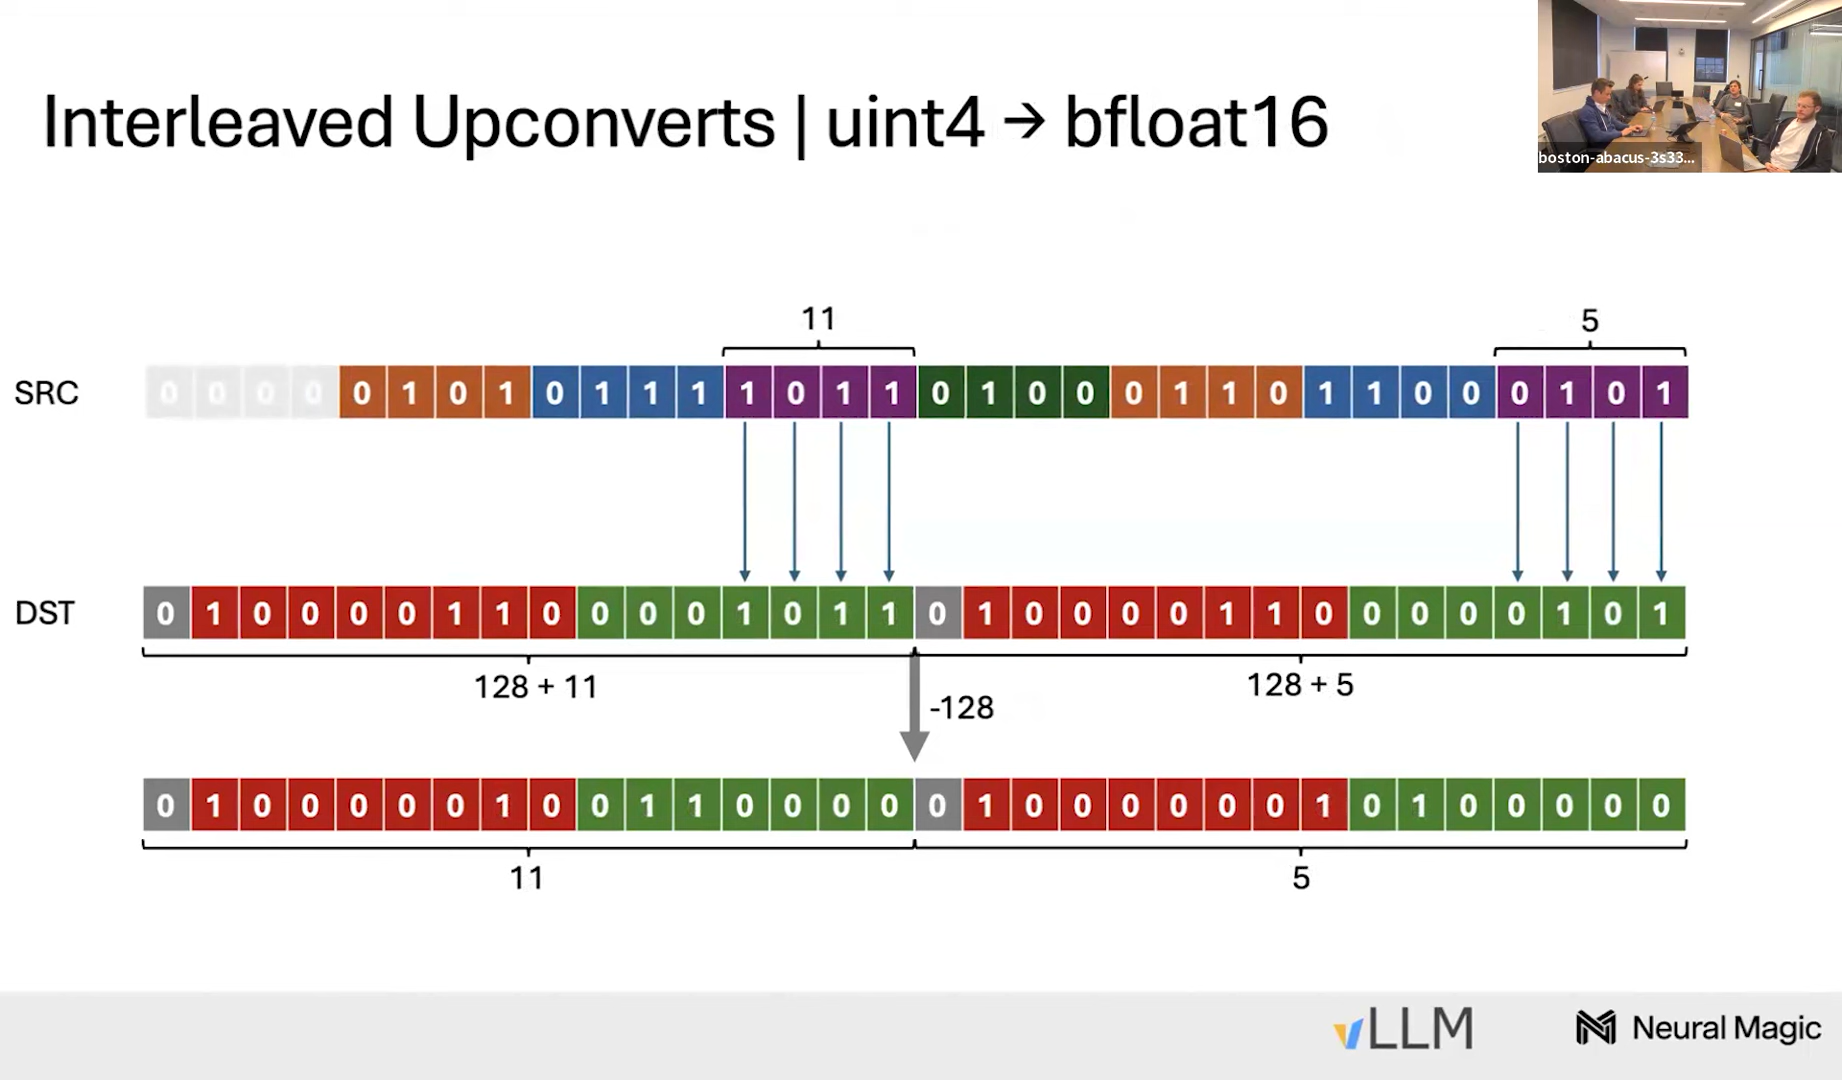 Interleaved Upconverts | uint4 → bfloat16
boston-abacus-3s33...
11
5
SRC
0 0 0 0 0 1 0 1 0 1 1 1 1 0 1 1 0 1 0 0 0 1 1 0 1 1 0 0 0 1 0 1
DST
0 1 0 0 0 0 1 1 0 0 0 0 1 0 1 1 0 1 0 0 0 0 1 1 0 0 0 0 0 1 0 1
128 + 11
128 + 5
-128
0 1 0 0 0 0 0 1 0 0 1 1 0 0 0 0 0 1 0 0 0 0 0 0 1 0 1 0 0 0 0 0
11
5
vLLM
Neural Magic